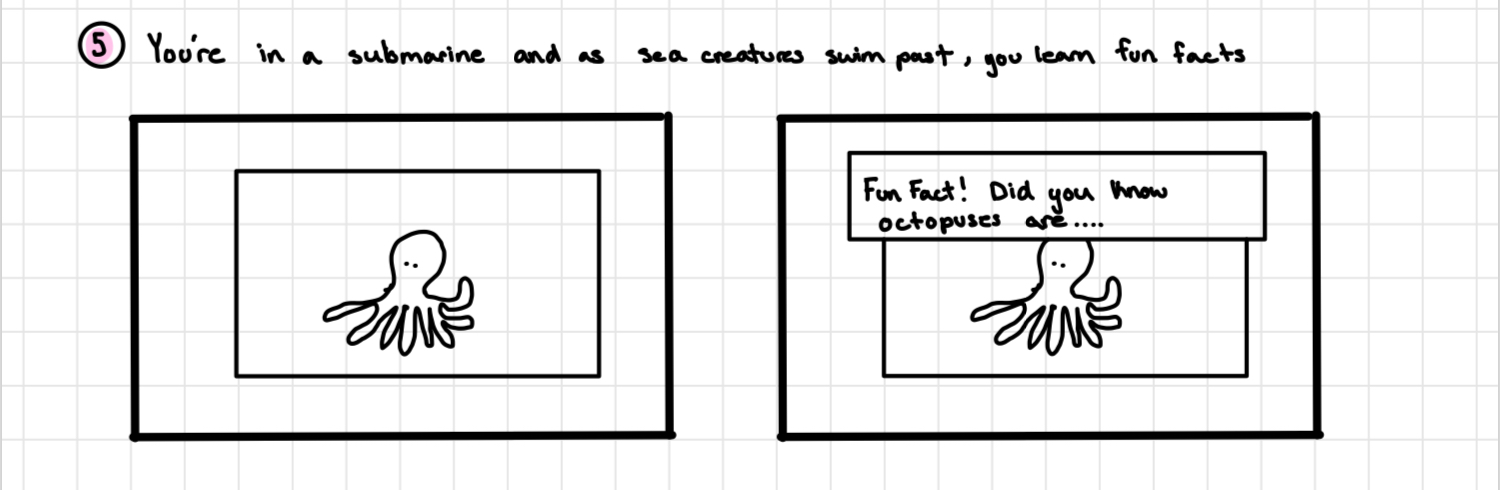 5 You're in a submarine and as sea creatures swim past, you learn fun facts
Fun Fact! Did you know
octopuses are....